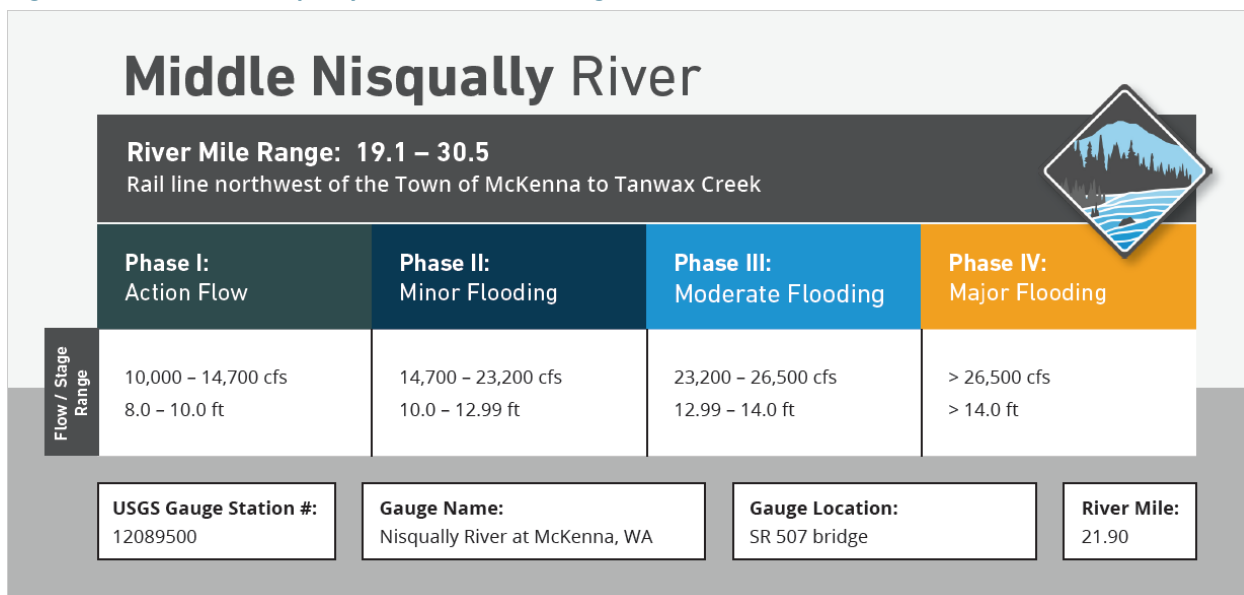 Middle Nisqually River
River Mile Range: 19.1 – 30.5
Rail line northwest of the Town of McKenna to Tanwax Creek
Phase I:
Action Flow
Phase II:
Minor Flooding
Phase III:
Moderate Flooding
Phase IV:
Major Flooding
Flow / Stage
Range
10,000 – 14,700 cfs
8.0 – 10.0 ft
14,700 – 23,200 cfs
10.0 – 12.99 ft
23,200 – 26,500 cfs
12.99 – 14.0 ft
> 26,500 cfs
> 14.0 ft
USGS Gauge Station #:
12089500
Gauge Name:
Nisqually River at McKenna, WA
Gauge Location:
SR 507 bridge
River Mile:
21.90